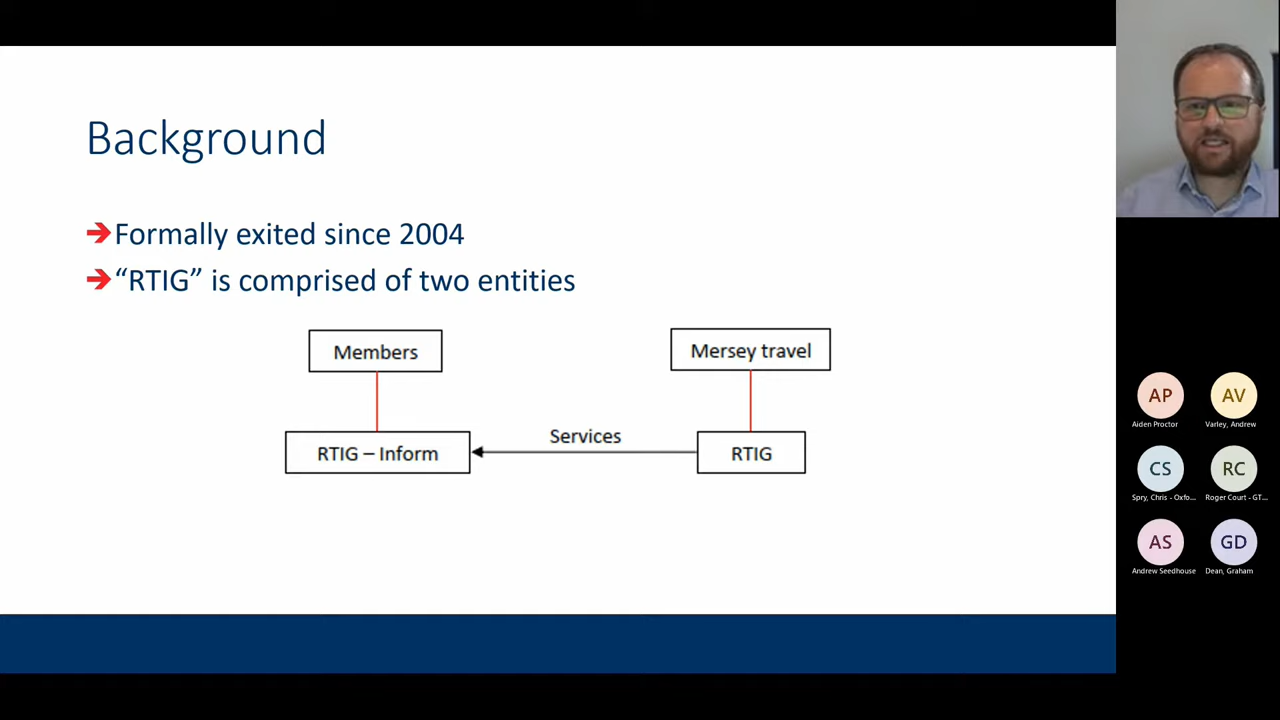 Background
➔Formally exited since 2004
➔“RTIG” is comprised of two entities
Members
Mersey travel
Services
RTIG – Inform
RTIG
AP
AV
Aiden Proctor
Varley, Andrew
CS
RC
Spry, Chris - Oxfo...
Roger Court - GT...
AS
GD
Andrew Seedhouse
Dean, Graham